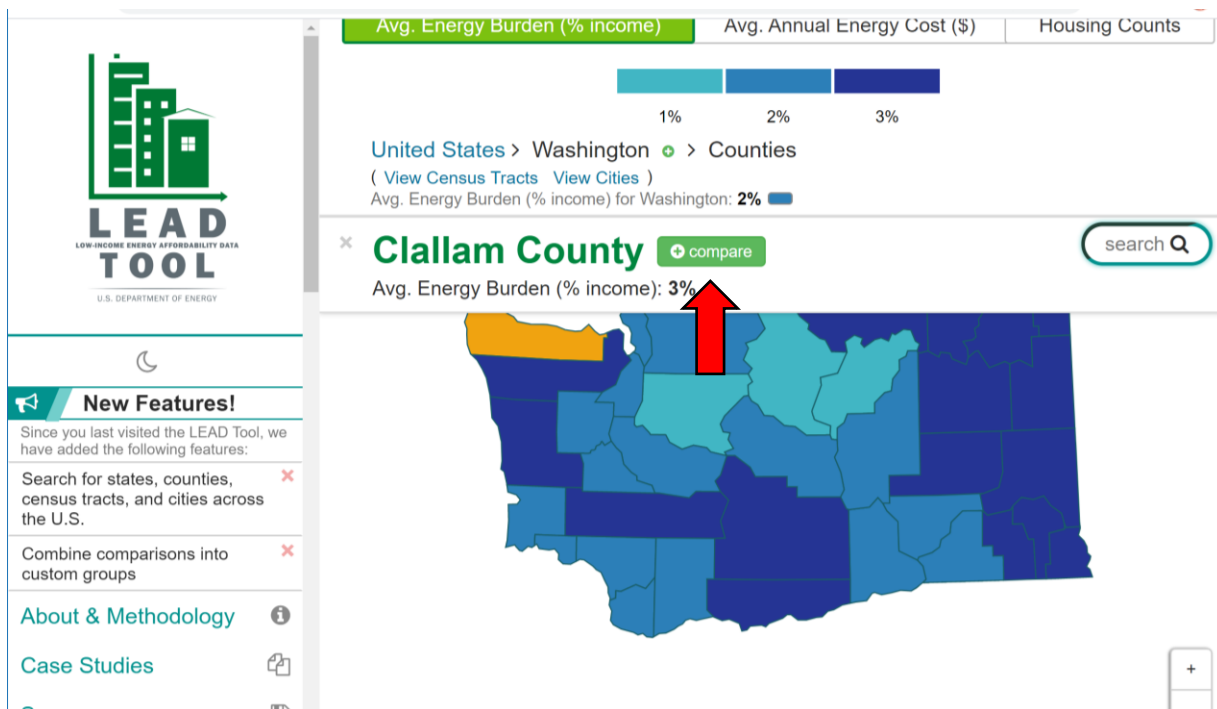 LEAD
LOW-INCOME ENERGY AFFORDABILITY DATA
TOOL
U.S. DEPARTMENT OF ENERGY
New Features!
Since you last visited the LEAD Tool, we
have added the following features:
Search for states, counties,
census tracts, and cities across
the U.S.
Combine comparisons into
custom groups
About & Methodology
Case Studies
Avg. Energy Burden (% income) Avg. Annual Energy Cost ($) Housing Counts
1% 2% 3%
United States > Washington > Counties
( View Census Tracts View Cities )
Avg. Energy Burden (% income) for Washington: 2%
× Clallam County compare search
Avg. Energy Burden (% income): 3%
+